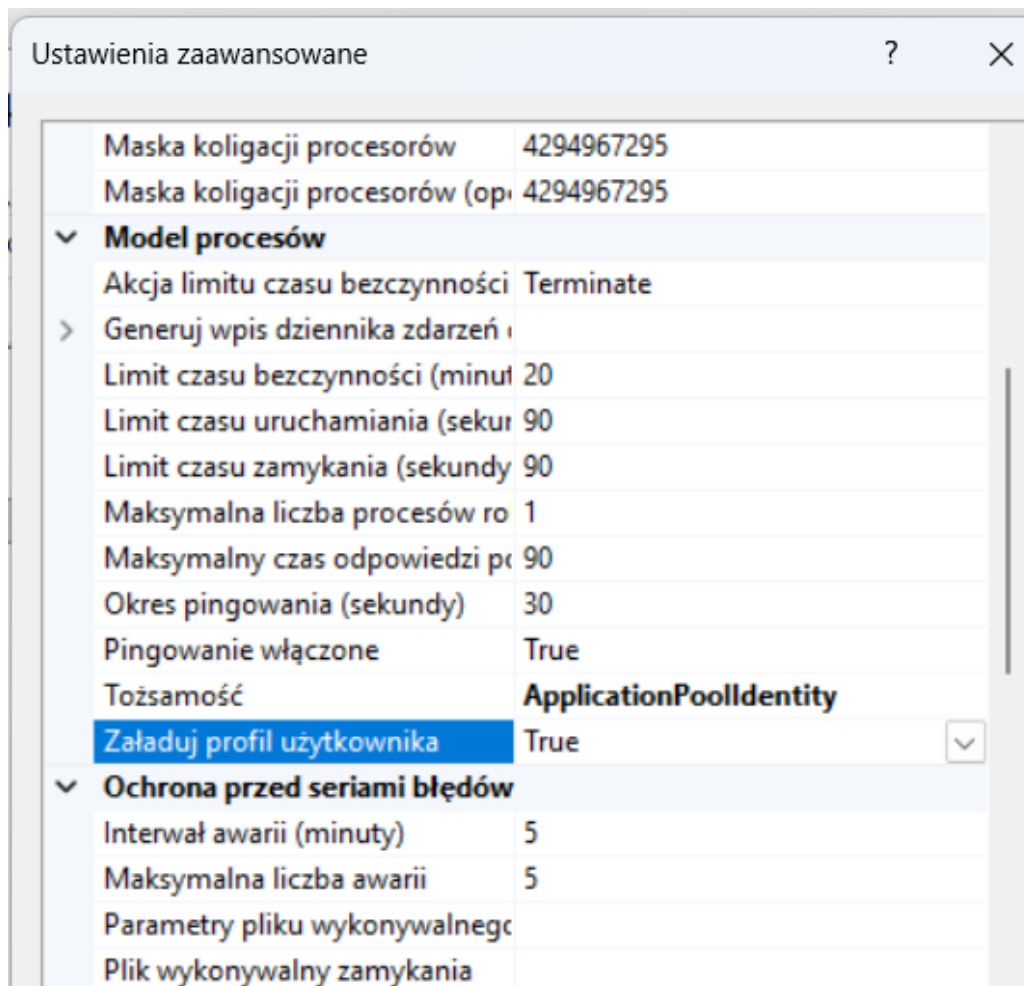 Ustawienia zaawansowane ?
Maska koligacji procesorów 4294967295
Maska koligacji procesorów (op 4294967295
Model procesów
Akcja limitu czasu bezczynności Terminate
Generuj wpis dziennika zdarzeń
Limit czasu bezczynności (minut 20
Limit czasu uruchamiania (sekun 90
Limit czasu zamykania (sekundy 90
Maksymalna liczba procesów ro 1
Maksymalny czas odpowiedzi po 90
Okres pingowania (sekundy) 30
Pingowanie włączone True
Tożsamość ApplicationPoolIdentity
Załaduj profil użytkownika True
Ochrona przed seriami błędów
Interwał awarii (minuty) 5
Maksymalna liczba awarii 5
Parametry pliku wykonywalnego
Plik wykonywalny zamykania